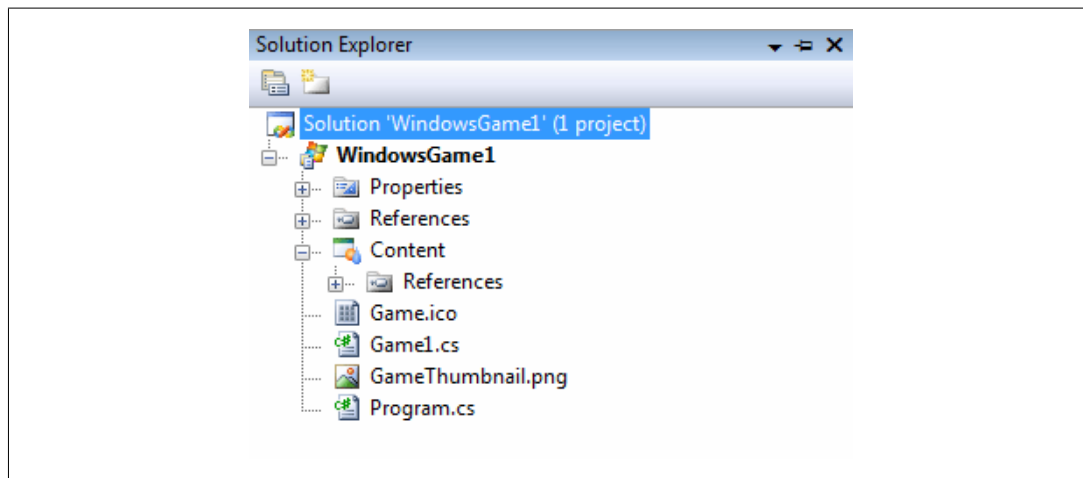 Solution Explorer
Solution 'WindowsGame1' (1 project)
WindowsGame1
Properties
References
Content
References
Game.ico
Game1.cs
GameThumbnail.png
Program.cs